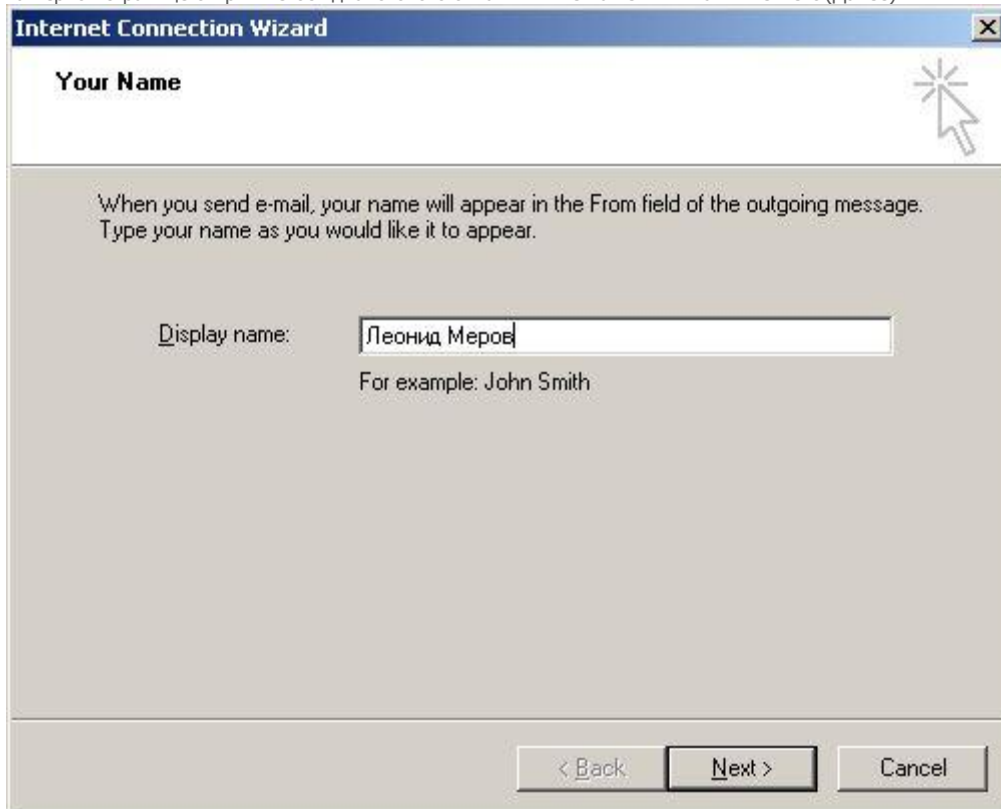 Internet Connection Wizard
Your Name
When you send e-mail, your name will appear in the From field of the outgoing message.
Type your name as you would like it to appear.
Display name:
Леонид Меров
For example: John Smith
< Back
Next >
Cancel